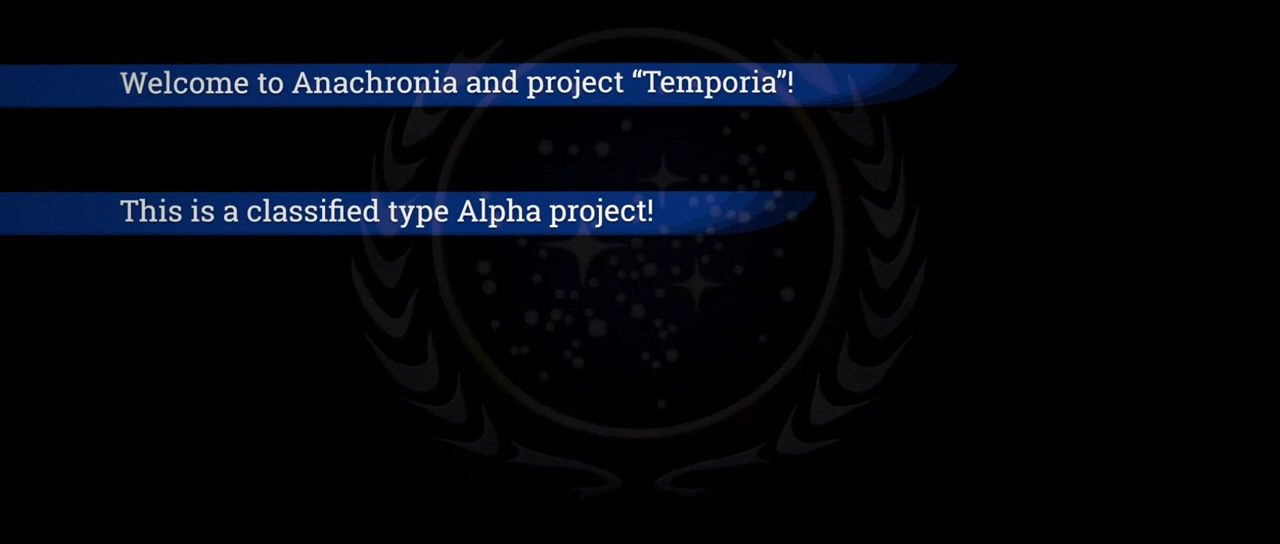 Welcome to Anachronia and project “Temporia”!
This is a classified type Alpha project!